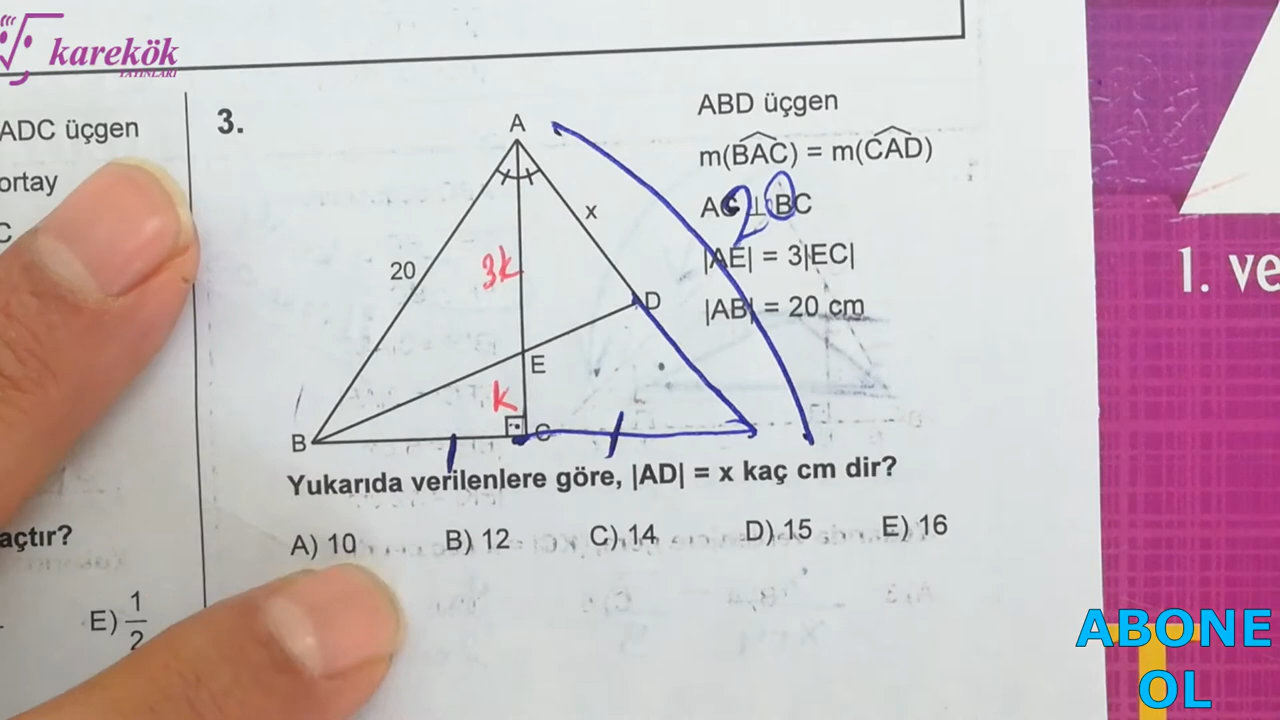 karekök
YAYINLARI
ADC üçgen
ortay
C
açtır?
E) 1/2
3.
A
20
x
3k
D
E
k
B
C
ABD üçgen
m(BAC) = m(CAD)
AC ⊥ BC
20
|AE| = 3|EC|
|AB| = 20 cm
Yukarıda verilenlere göre, |AD| = x kaç cm dir?
A) 10 B) 12 C) 14 D) 15 E) 16
1. ve
ABONE
OL